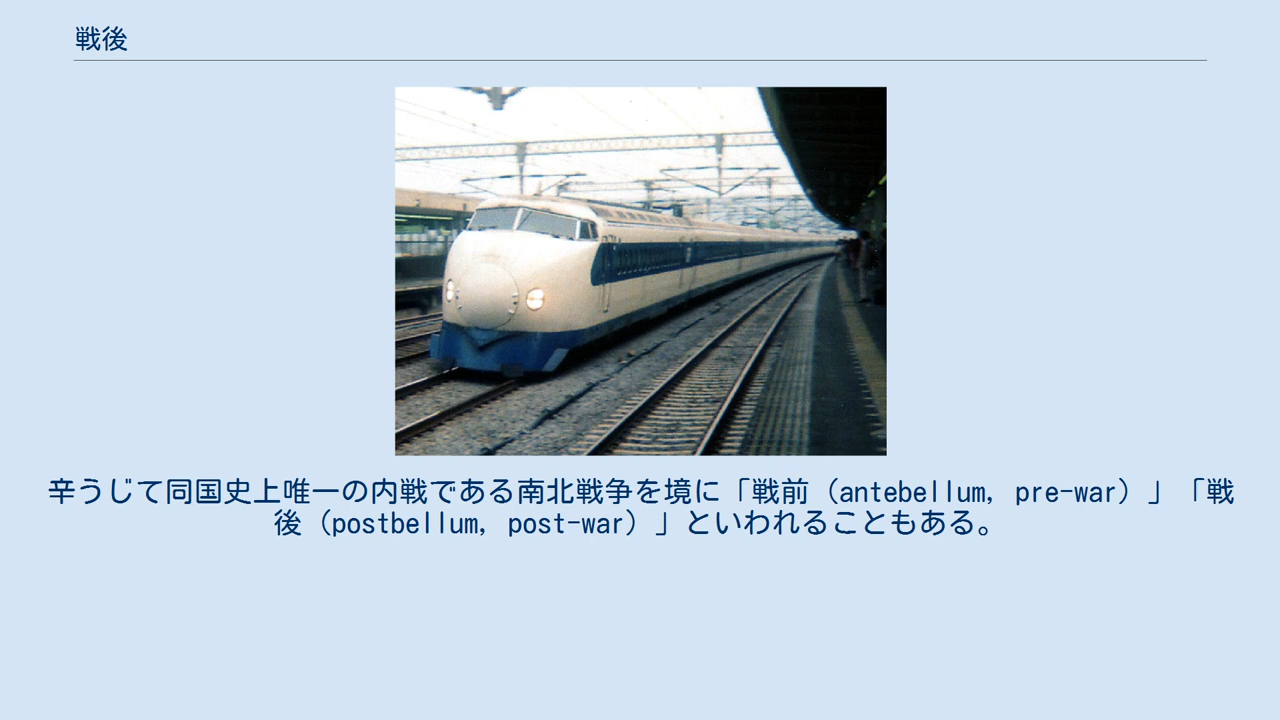 戦後
辛うじて同国史上唯一の内戦である南北戦争を境に「戦前（antebellum, pre-war）」「戦
後（postbellum, post-war）」といわれることもある。